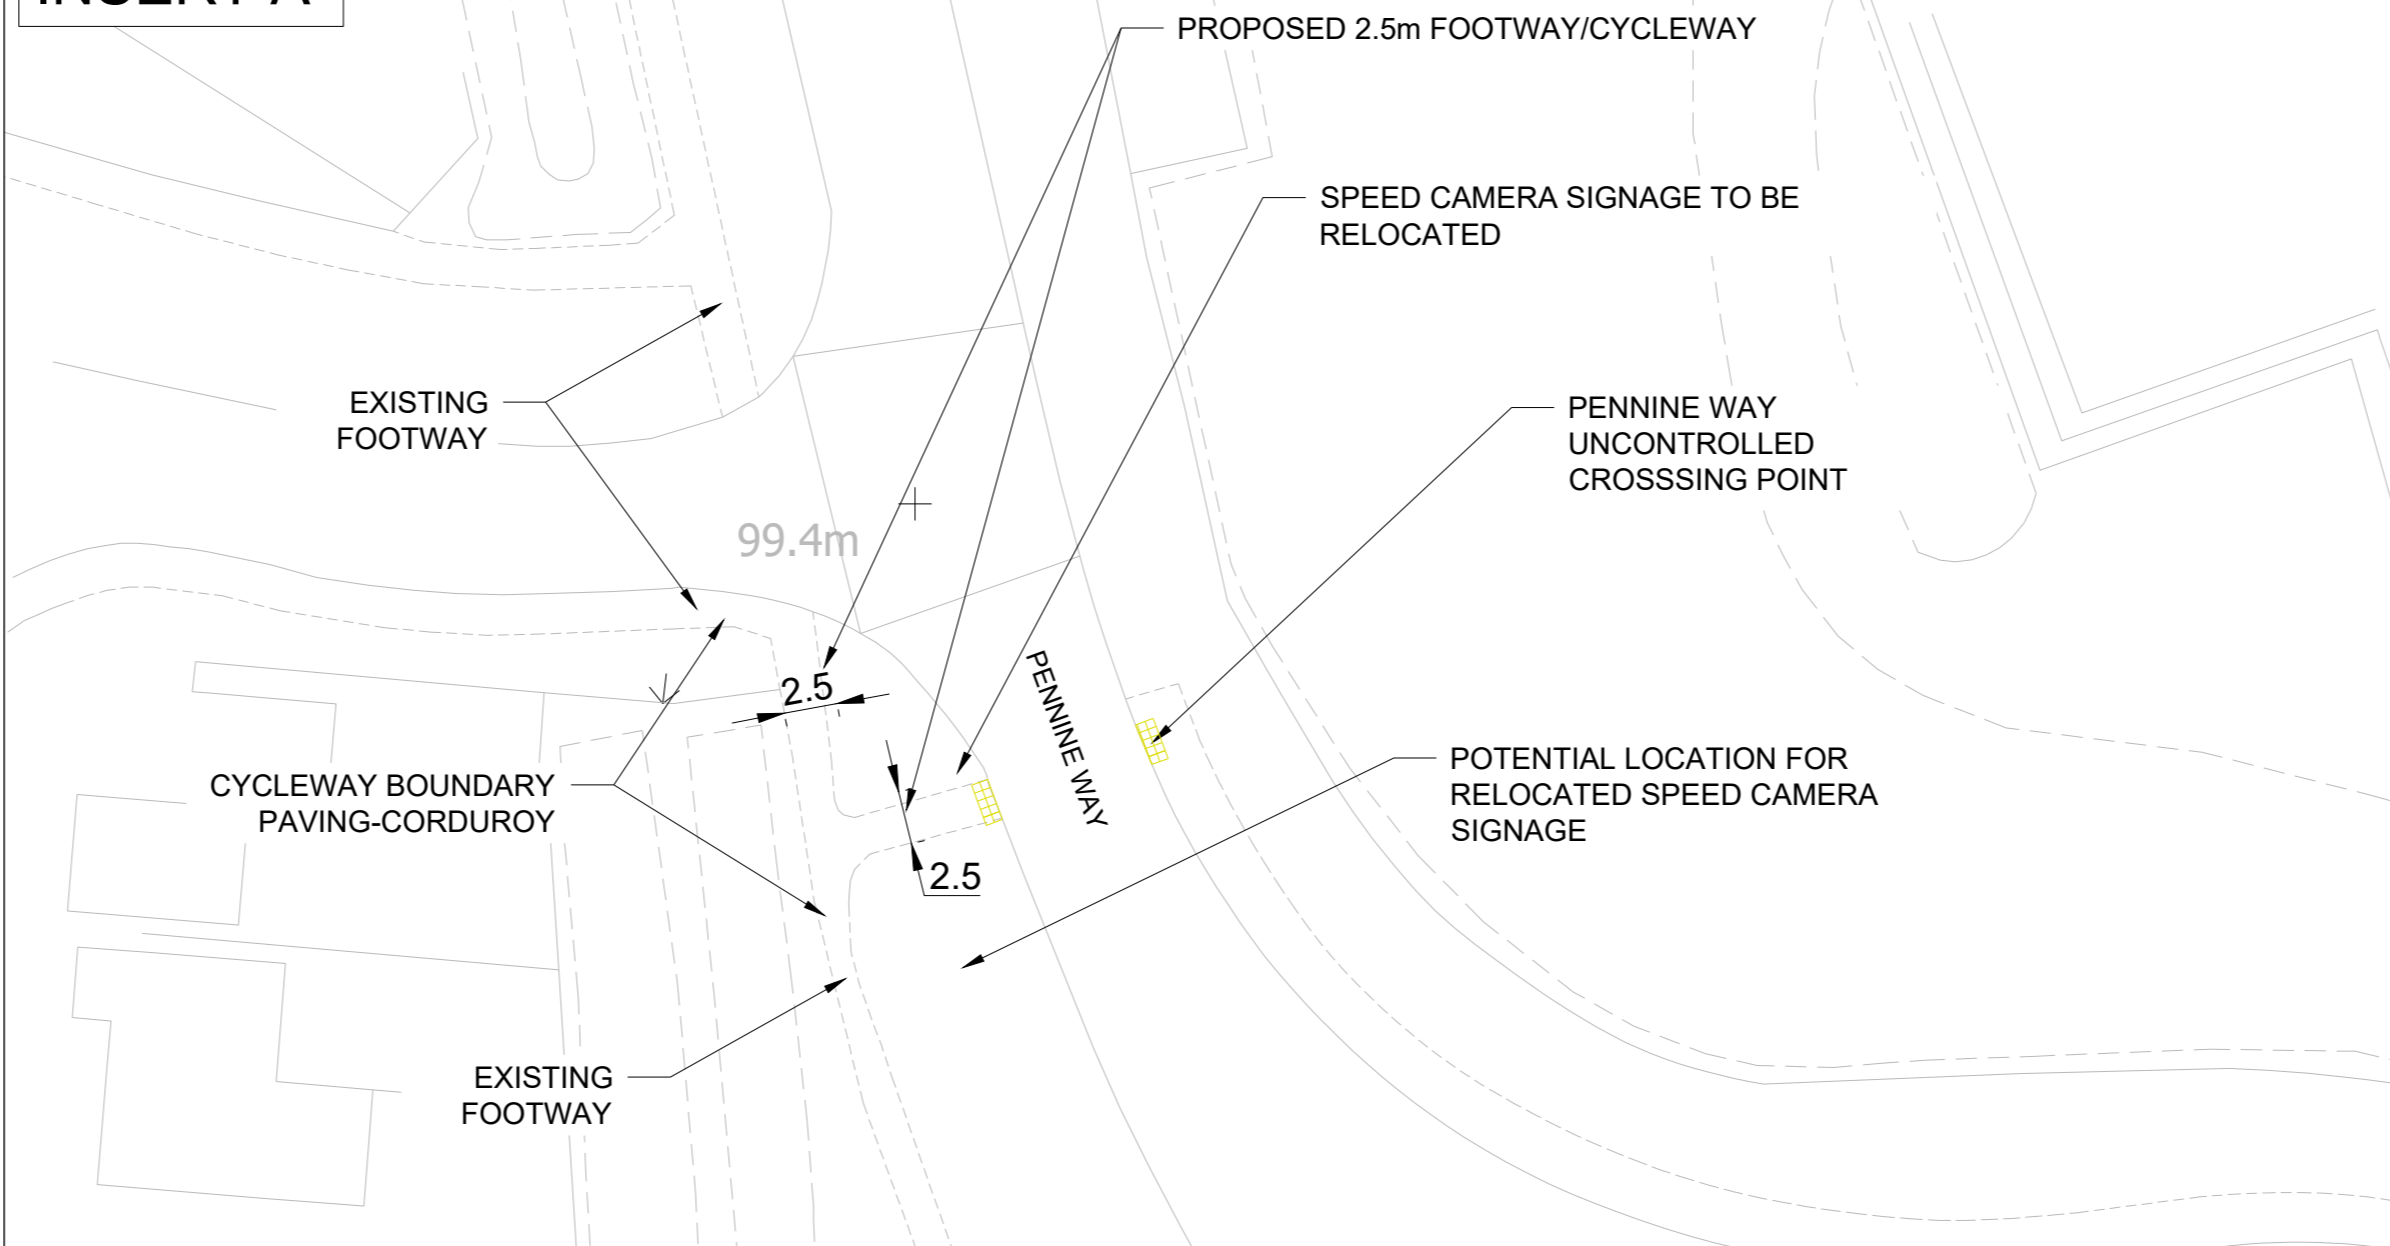 INSERT A
PROPOSED 2.5m FOOTWAY/CYCLEWAY
SPEED CAMERA SIGNAGE TO BE
RELOCATED
EXISTING
FOOTWAY
PENNINE WAY
UNCONTROLLED
CROSSSING POINT
99.4m
2.5
PENNINE WAY
CYCLEWAY BOUNDARY
PAVING-CORDUROY
POTENTIAL LOCATION FOR
RELOCATED SPEED CAMERA
SIGNAGE
2.5
EXISTING
FOOTWAY